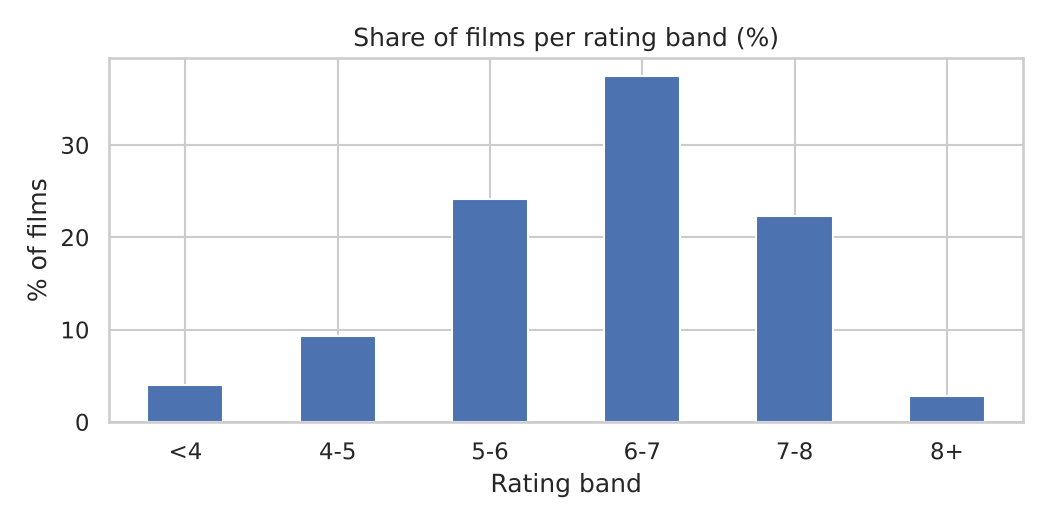 Share of films per rating band (%)
% of films
30
20
10
0
<4 4-5 5-6 6-7 7-8 8+
Rating band